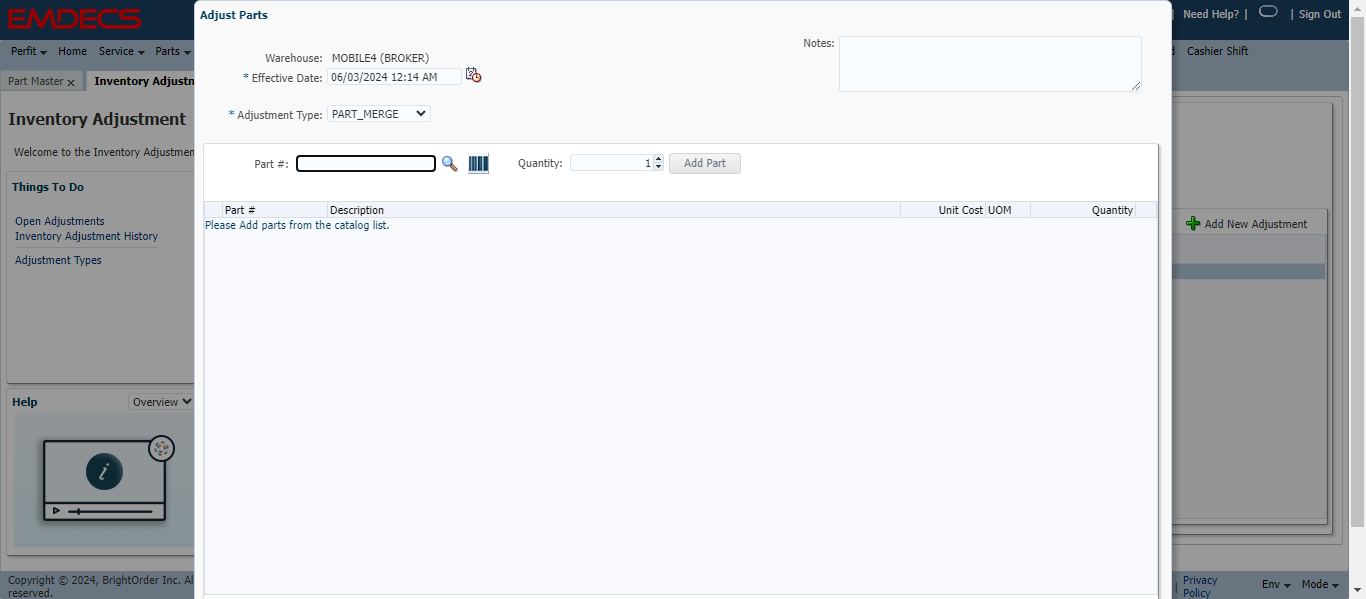 EMDECS
Need Help? |
| Sign Out
Perfit Home Service Parts
Cashier Shift
Part Master x
Inventory Adjustn
Inventory Adjustment
Welcome to the Inventory Adjustmen
Things To Do
Open Adjustments
Inventory Adjustment History
Adjustment Types
Help
Overview
Adjust Parts
Warehouse: MOBILE4 (BROKER)
* Effective Date: 06/03/2024 12:14 AM
* Adjustment Type: PART_MERGE
Notes:
Part #:
Quantity: 1
Add Part
Part # Description Unit Cost UOM Quantity
Please Add parts from the catalog list.
Add New Adjustment
Copyright © 2024, BrightOrder Inc. Al
reserved.
Privacy
Policy
Env Mode